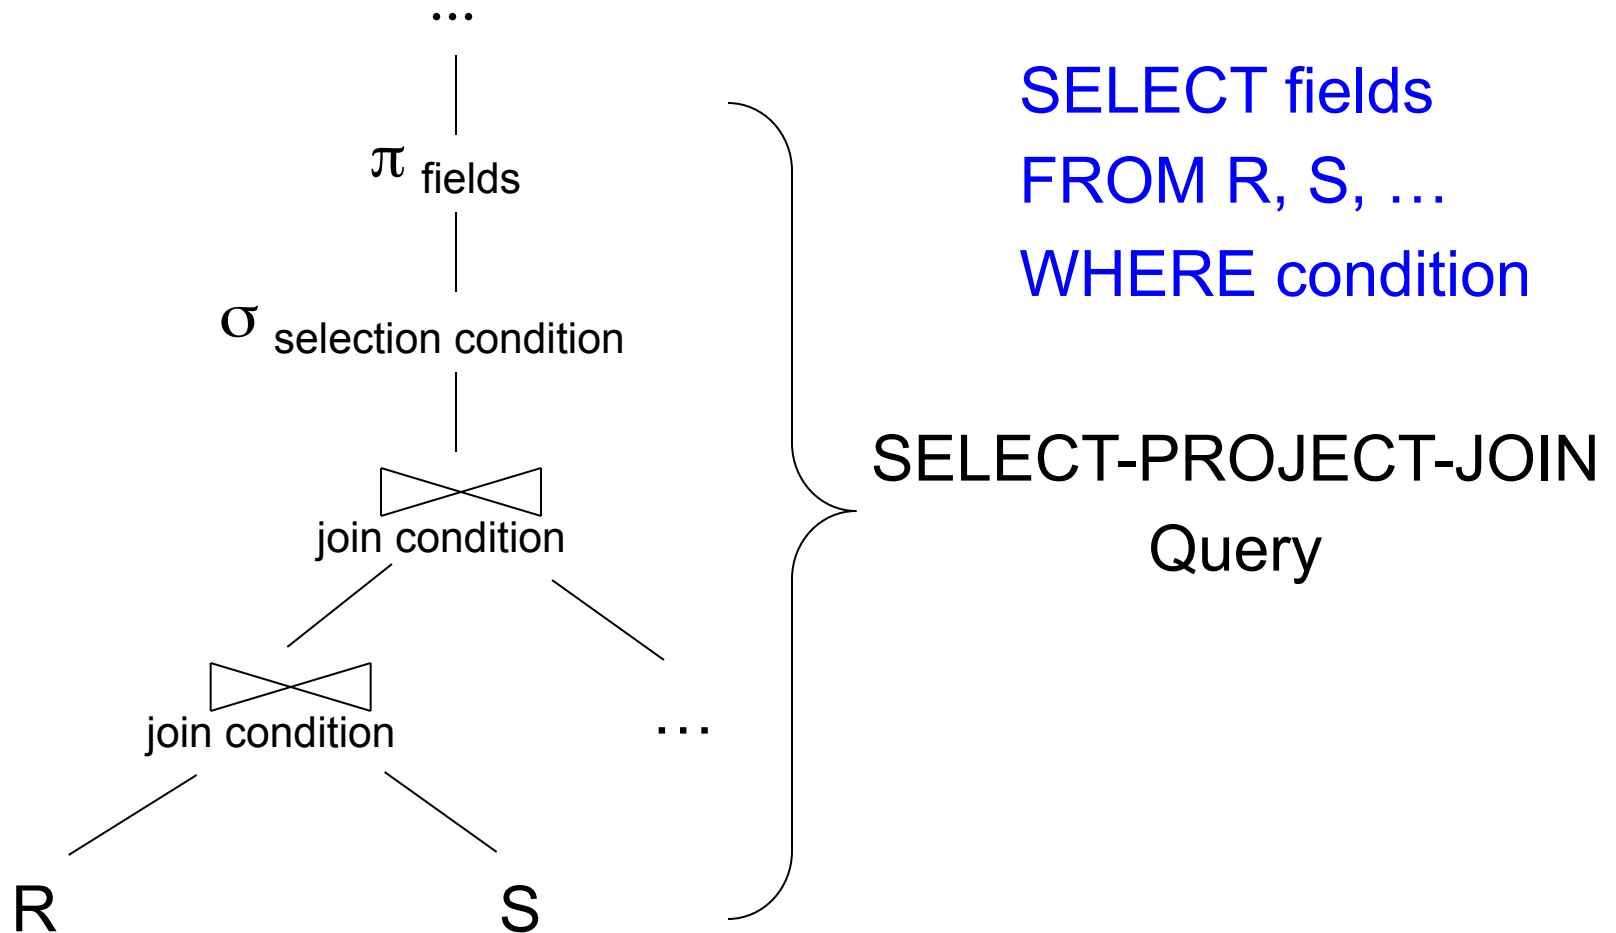 ...
π fields
σ selection condition
join condition
join condition
…
R
S
SELECT fields
FROM R, S, …
WHERE condition
SELECT-PROJECT-JOIN
Query